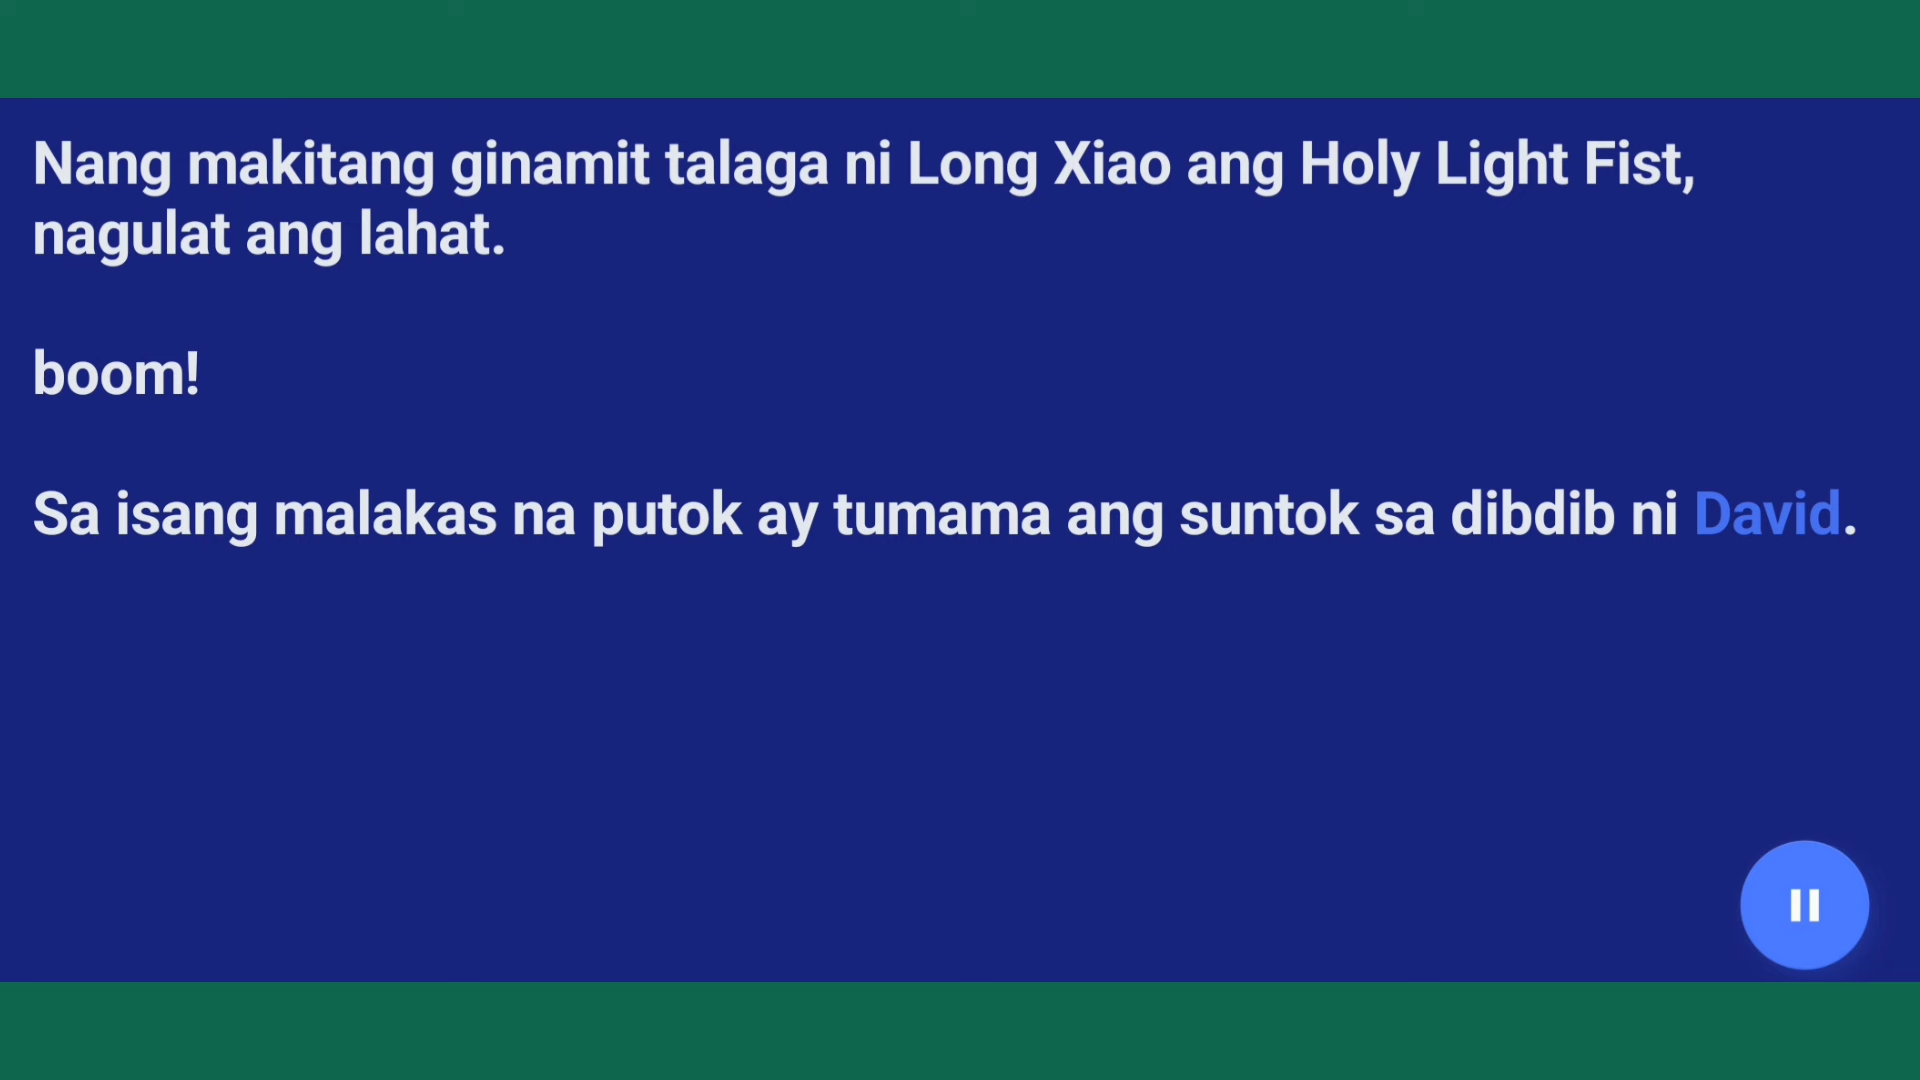 Nang makitang ginamit talaga ni Long Xiao ang Holy Light Fist,
nagulat ang lahat.
boom!
Sa isang malakas na putok ay tumama ang suntok sa dibdib ni David.